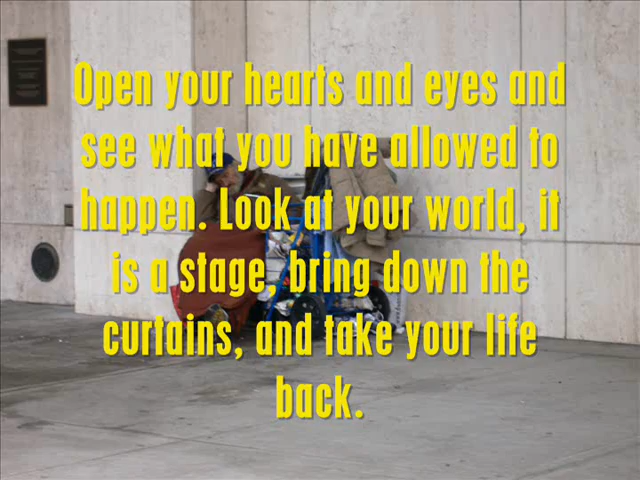 Open your hearts and eyes and
see what you have allowed to
happen. Look at your world, it
is a stage, bring down the
curtains, and take your life
back.